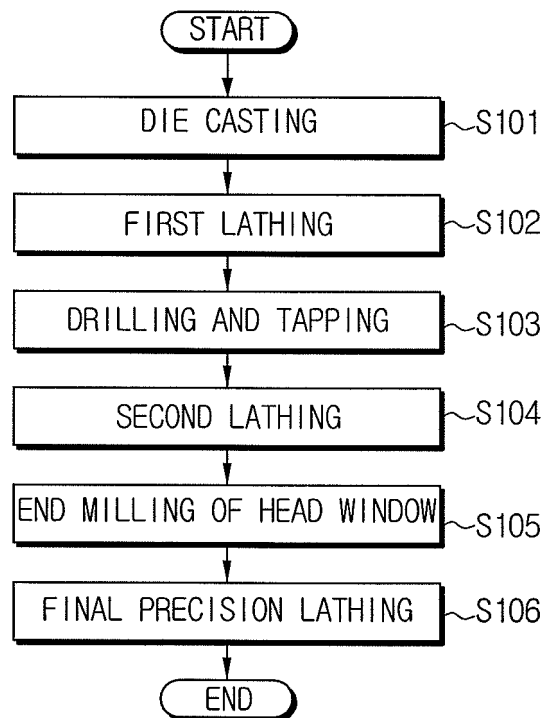 START
DIE CASTING
S101
FIRST LATHING
S102
DRILLING AND TAPPING
S103
SECOND LATHING
S104
END MILLING OF HEAD WINDOW
S105
FINAL PRECISION LATHING
S106
END